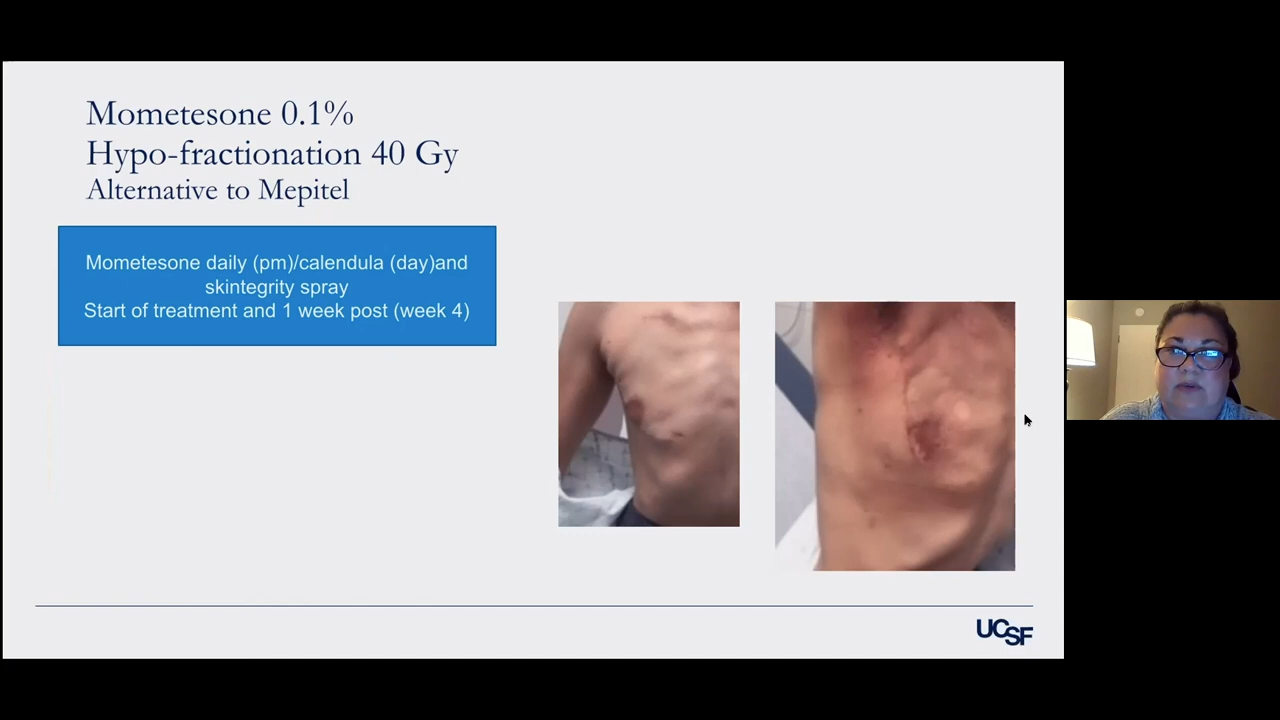 Mometesone 0.1%
Hypo-fractionation 40 Gy
Alternative to Mepitel
Mometesone daily (pm)/calendula (day)and
skintegrity spray
Start of treatment and 1 week post (week 4)
UCSF